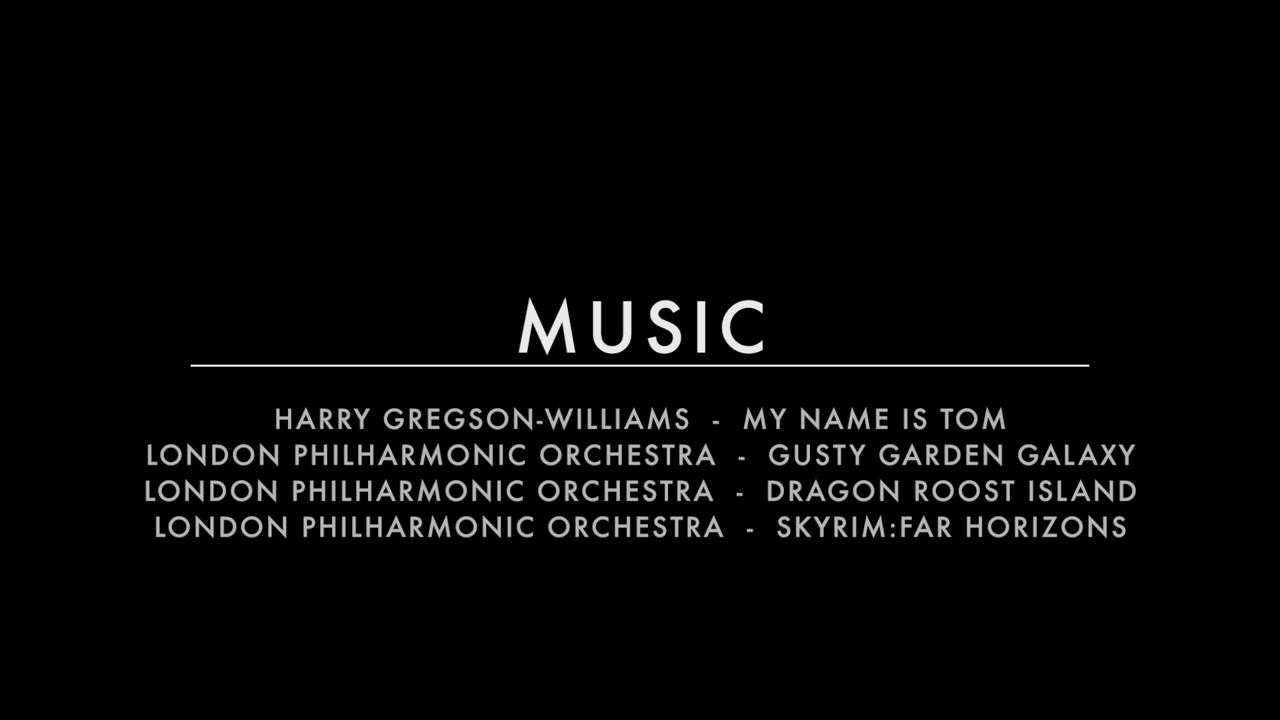 MUSIC
HARRY GREGSON-WILLIAMS - MY NAME IS TOM
LONDON PHILHARMONIC ORCHESTRA - GUSTY GARDEN GALAXY
LONDON PHILHARMONIC ORCHESTRA - DRAGON ROOST ISLAND
LONDON PHILHARMONIC ORCHESTRA - SKYRIM:FAR HORIZONS